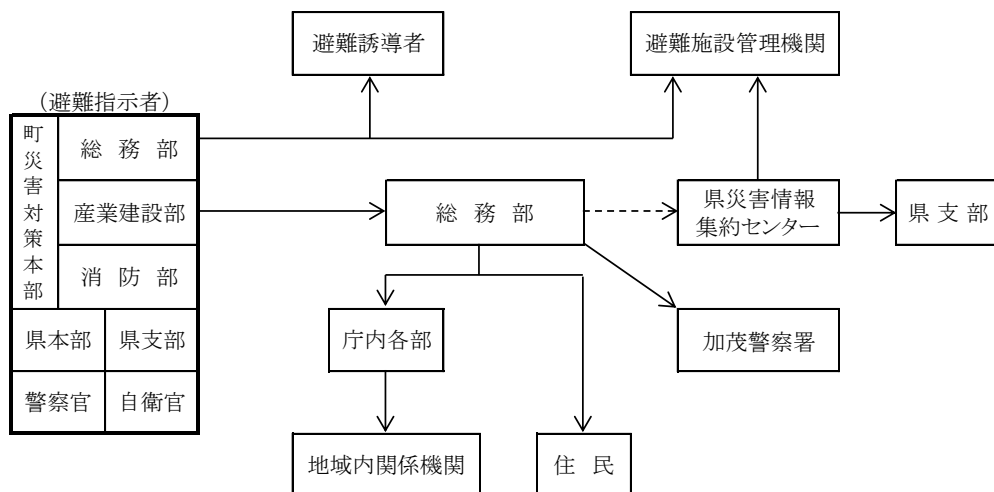 避難誘導者
避難施設管理機関
(避難指示者)
町災害対策本部
総務部
産業建設部
消防部
県本部
県支部
警察官
自衛官
総務部
県災害情報
集約センター
県支部
庁内各部
加茂警察署
地域内関係機関
住民